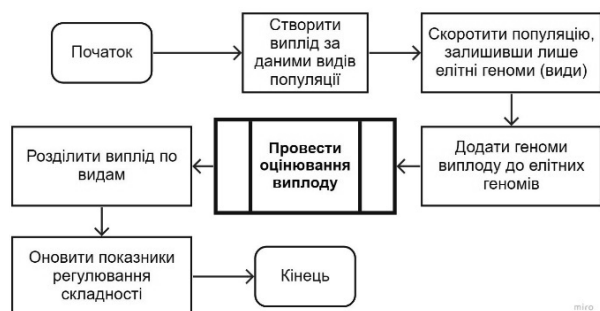 Початок
Створити
виплід за
даними видів
популяції
Скоротити популяцію,
залишивши лише
елітні геноми (види)
Додати геноми
виплоду до елітних
геномів
Провести
оцінювання
виплоду
Розділити виплід по
видам
Оновити показники
регулювання
складності
Кінець
miro